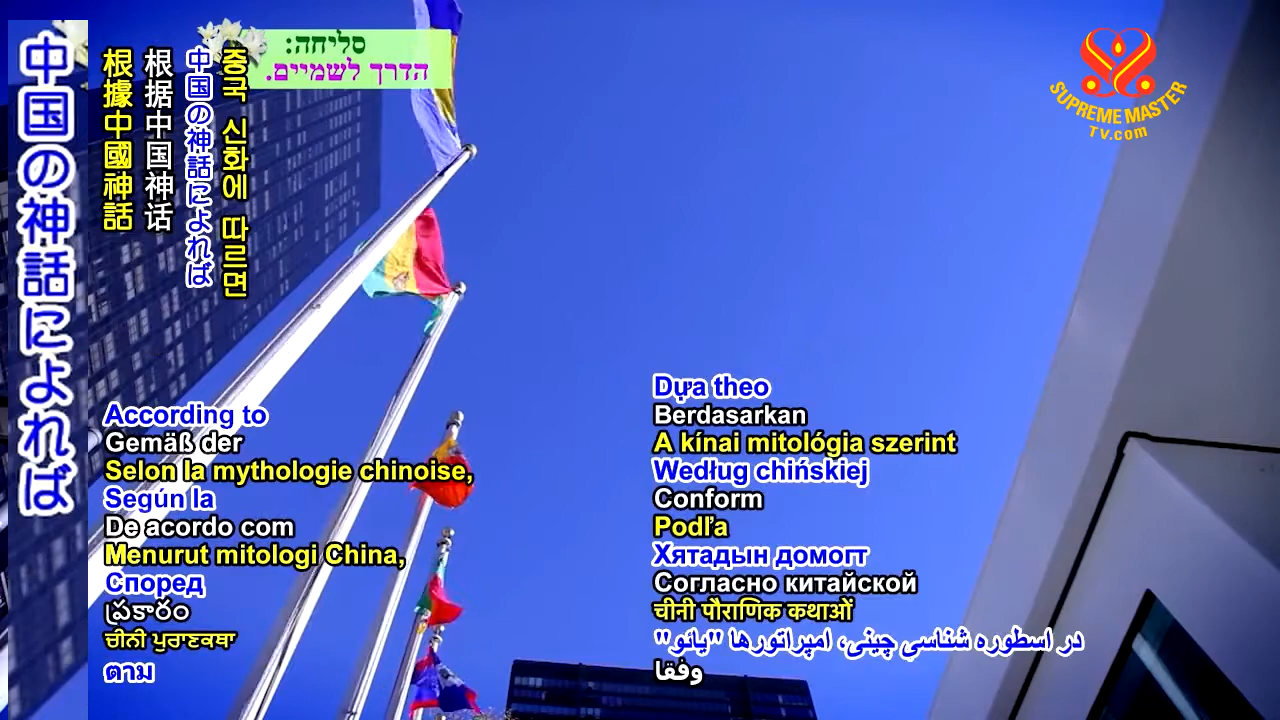 中国の神話によれば
根據中國神話
根据中国神话
中国の神話によれば
중국 신화에 따르면
סליחה:
הדרך לשמיים.
SUPREME MASTER
TV.com
According to
Gemäß der
Selon la mythologie chinoise,
Según la
De acordo com
Menurut mitologi China,
Според
ప్రకారం
ਚੀਨੀ ਪੁਰਾਣਕਥਾ
ตาม
Dựa theo
Berdasarkan
A kínai mitológia szerint
Według chińskiej
Conform
Podľa
Хятадын домогт
Согласно китайской
चीनी पौराणिक कथाओं
در اسطوره شناسي چيني، امپراتورها "يائو"
وفقا